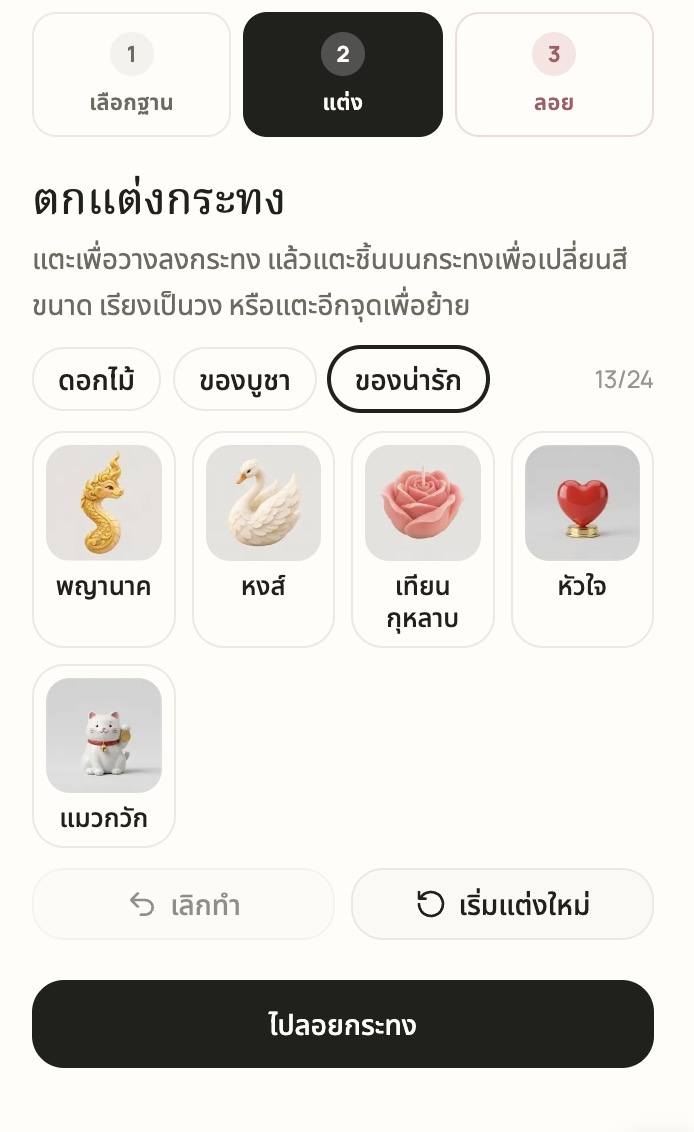 1
เลือกฐาน
2
แต่ง
3
ลอย
ตกแต่งกระทง
แตะเพื่อวางลงกระทง แล้วแตะชิ้นบนกระทงเพื่อเปลี่ยนสี
ขนาด เรียงเป็นวง หรือแตะอีกจุดเพื่อย้าย
ดอกไม้
ของบูชา
ของน่ารัก
13/24
พญานาค
หงส์
เทียน
กุหลาบ
หัวใจ
แมวกวัก
เลิกทำ
เริ่มแต่งใหม่
ไปลอยกระทง